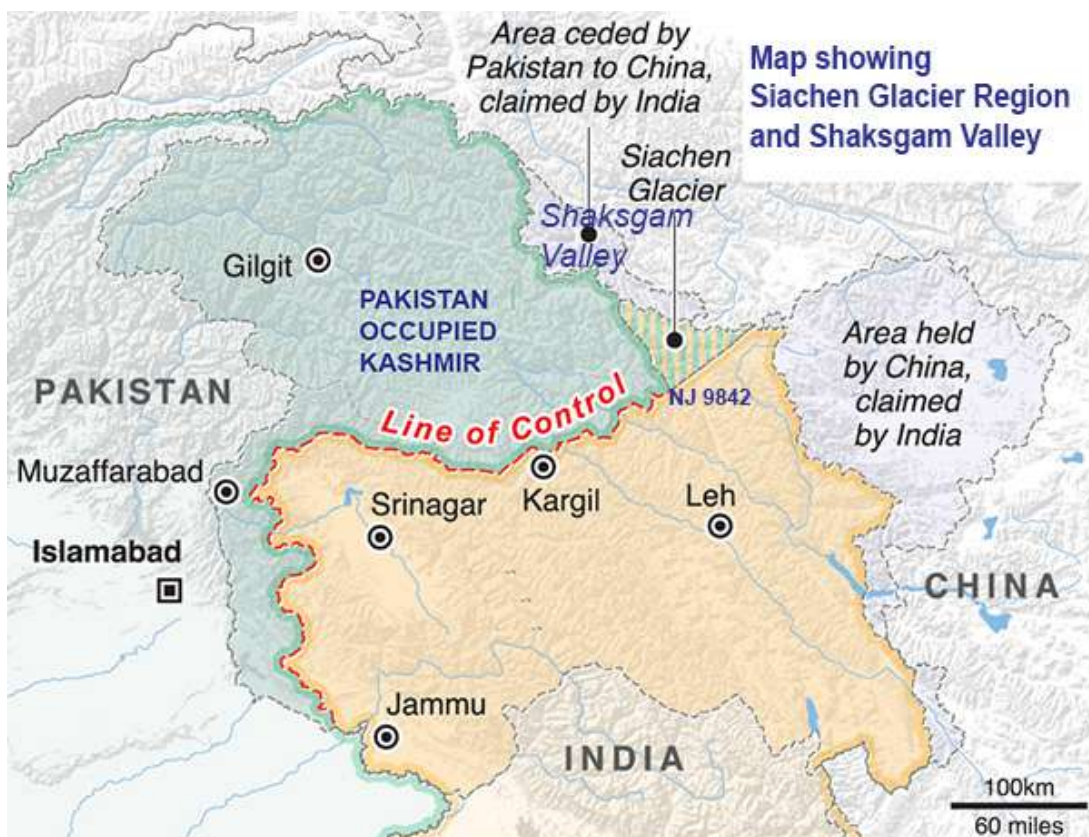 Area ceded by
Pakistan to China,
claimed by India
Map showing
Siachen Glacier Region
and Shaksgam Valley
Siachen
Glacier
Shaksgam
Valley
Gilgit
PAKISTAN
OCCUPIED
KASHMIR
Area held
by China,
claimed
by India
PAKISTAN
Line of Control
NJ 9842
Muzaffarabad
Srinagar
Kargil
Leh
Islamabad
CHINA
Jammu
INDIA
100km
60 miles